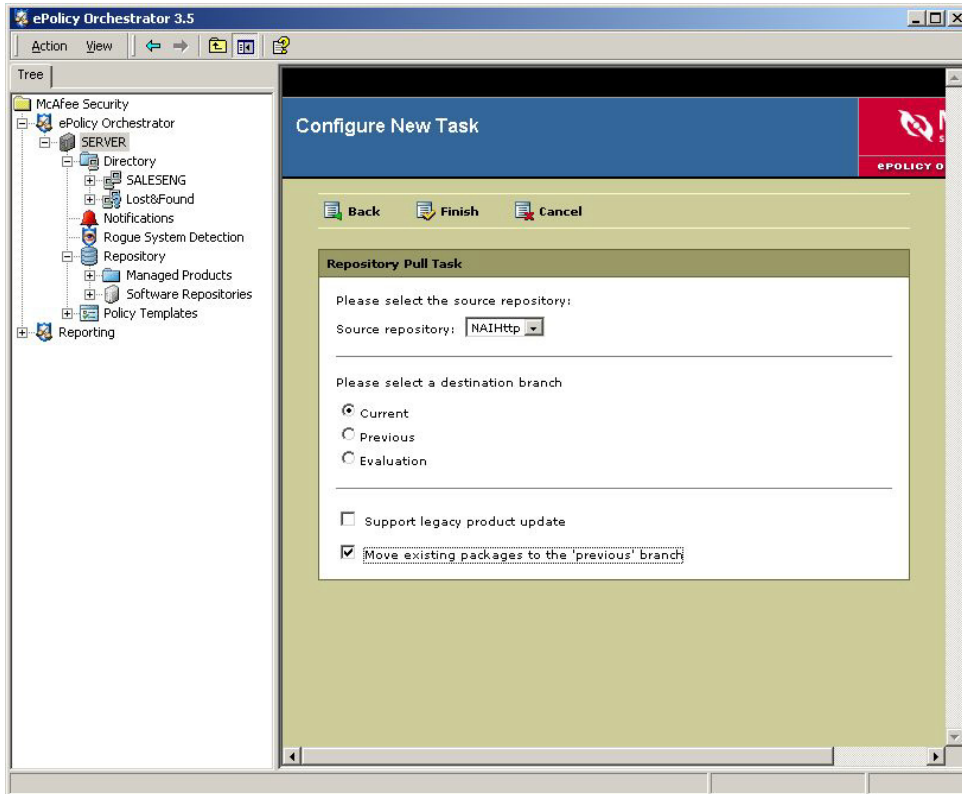 ePolicy Orchestrator 3.5
Action View
Tree
McAfee Security
ePolicy Orchestrator
SERVER
Directory
SALESENG
Lost&Found
Notifications
Rogue System Detection
Repository
Managed Products
Software Repositories
Policy Templates
Reporting
Configure New Task
EPOLICY O
Back Finish Cancel
Repository Pull Task
Please select the source repository:
Source repository: NAIHttp
Please select a destination branch
Current
Previous
Evaluation
Support legacy product update
Move existing packages to the 'previous' branch